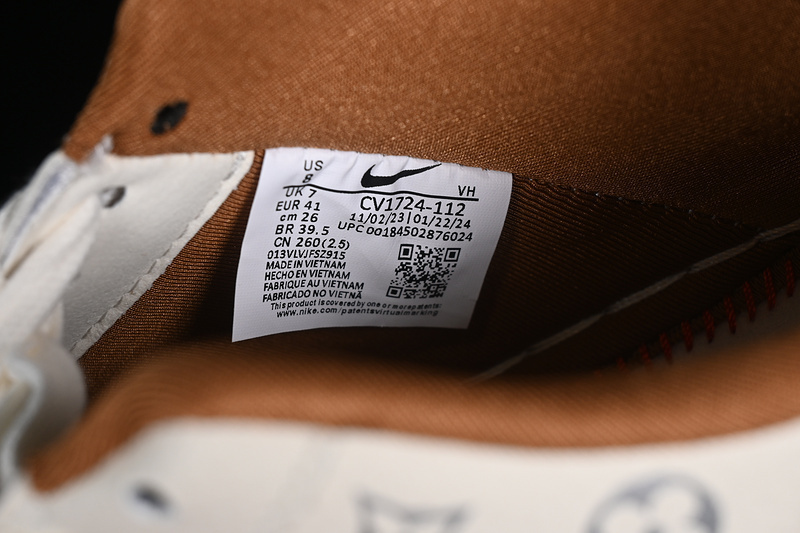 US
8
VH
UK 7
CV1724-112
EUR 41
11/02/23 | 01/22/24
cm 26
UPC 00184502876024
BR 39.5
CN 260(2.5)
013VLVJFSZ915
MADE IN VIETNAM
HECHO EN VIETNAM
FABRIQUE AU VIETNAM
FABRICADO NO VIETNÃ
This product is covered by one or more patents:
www.nike.com/patentsvirtualmarking